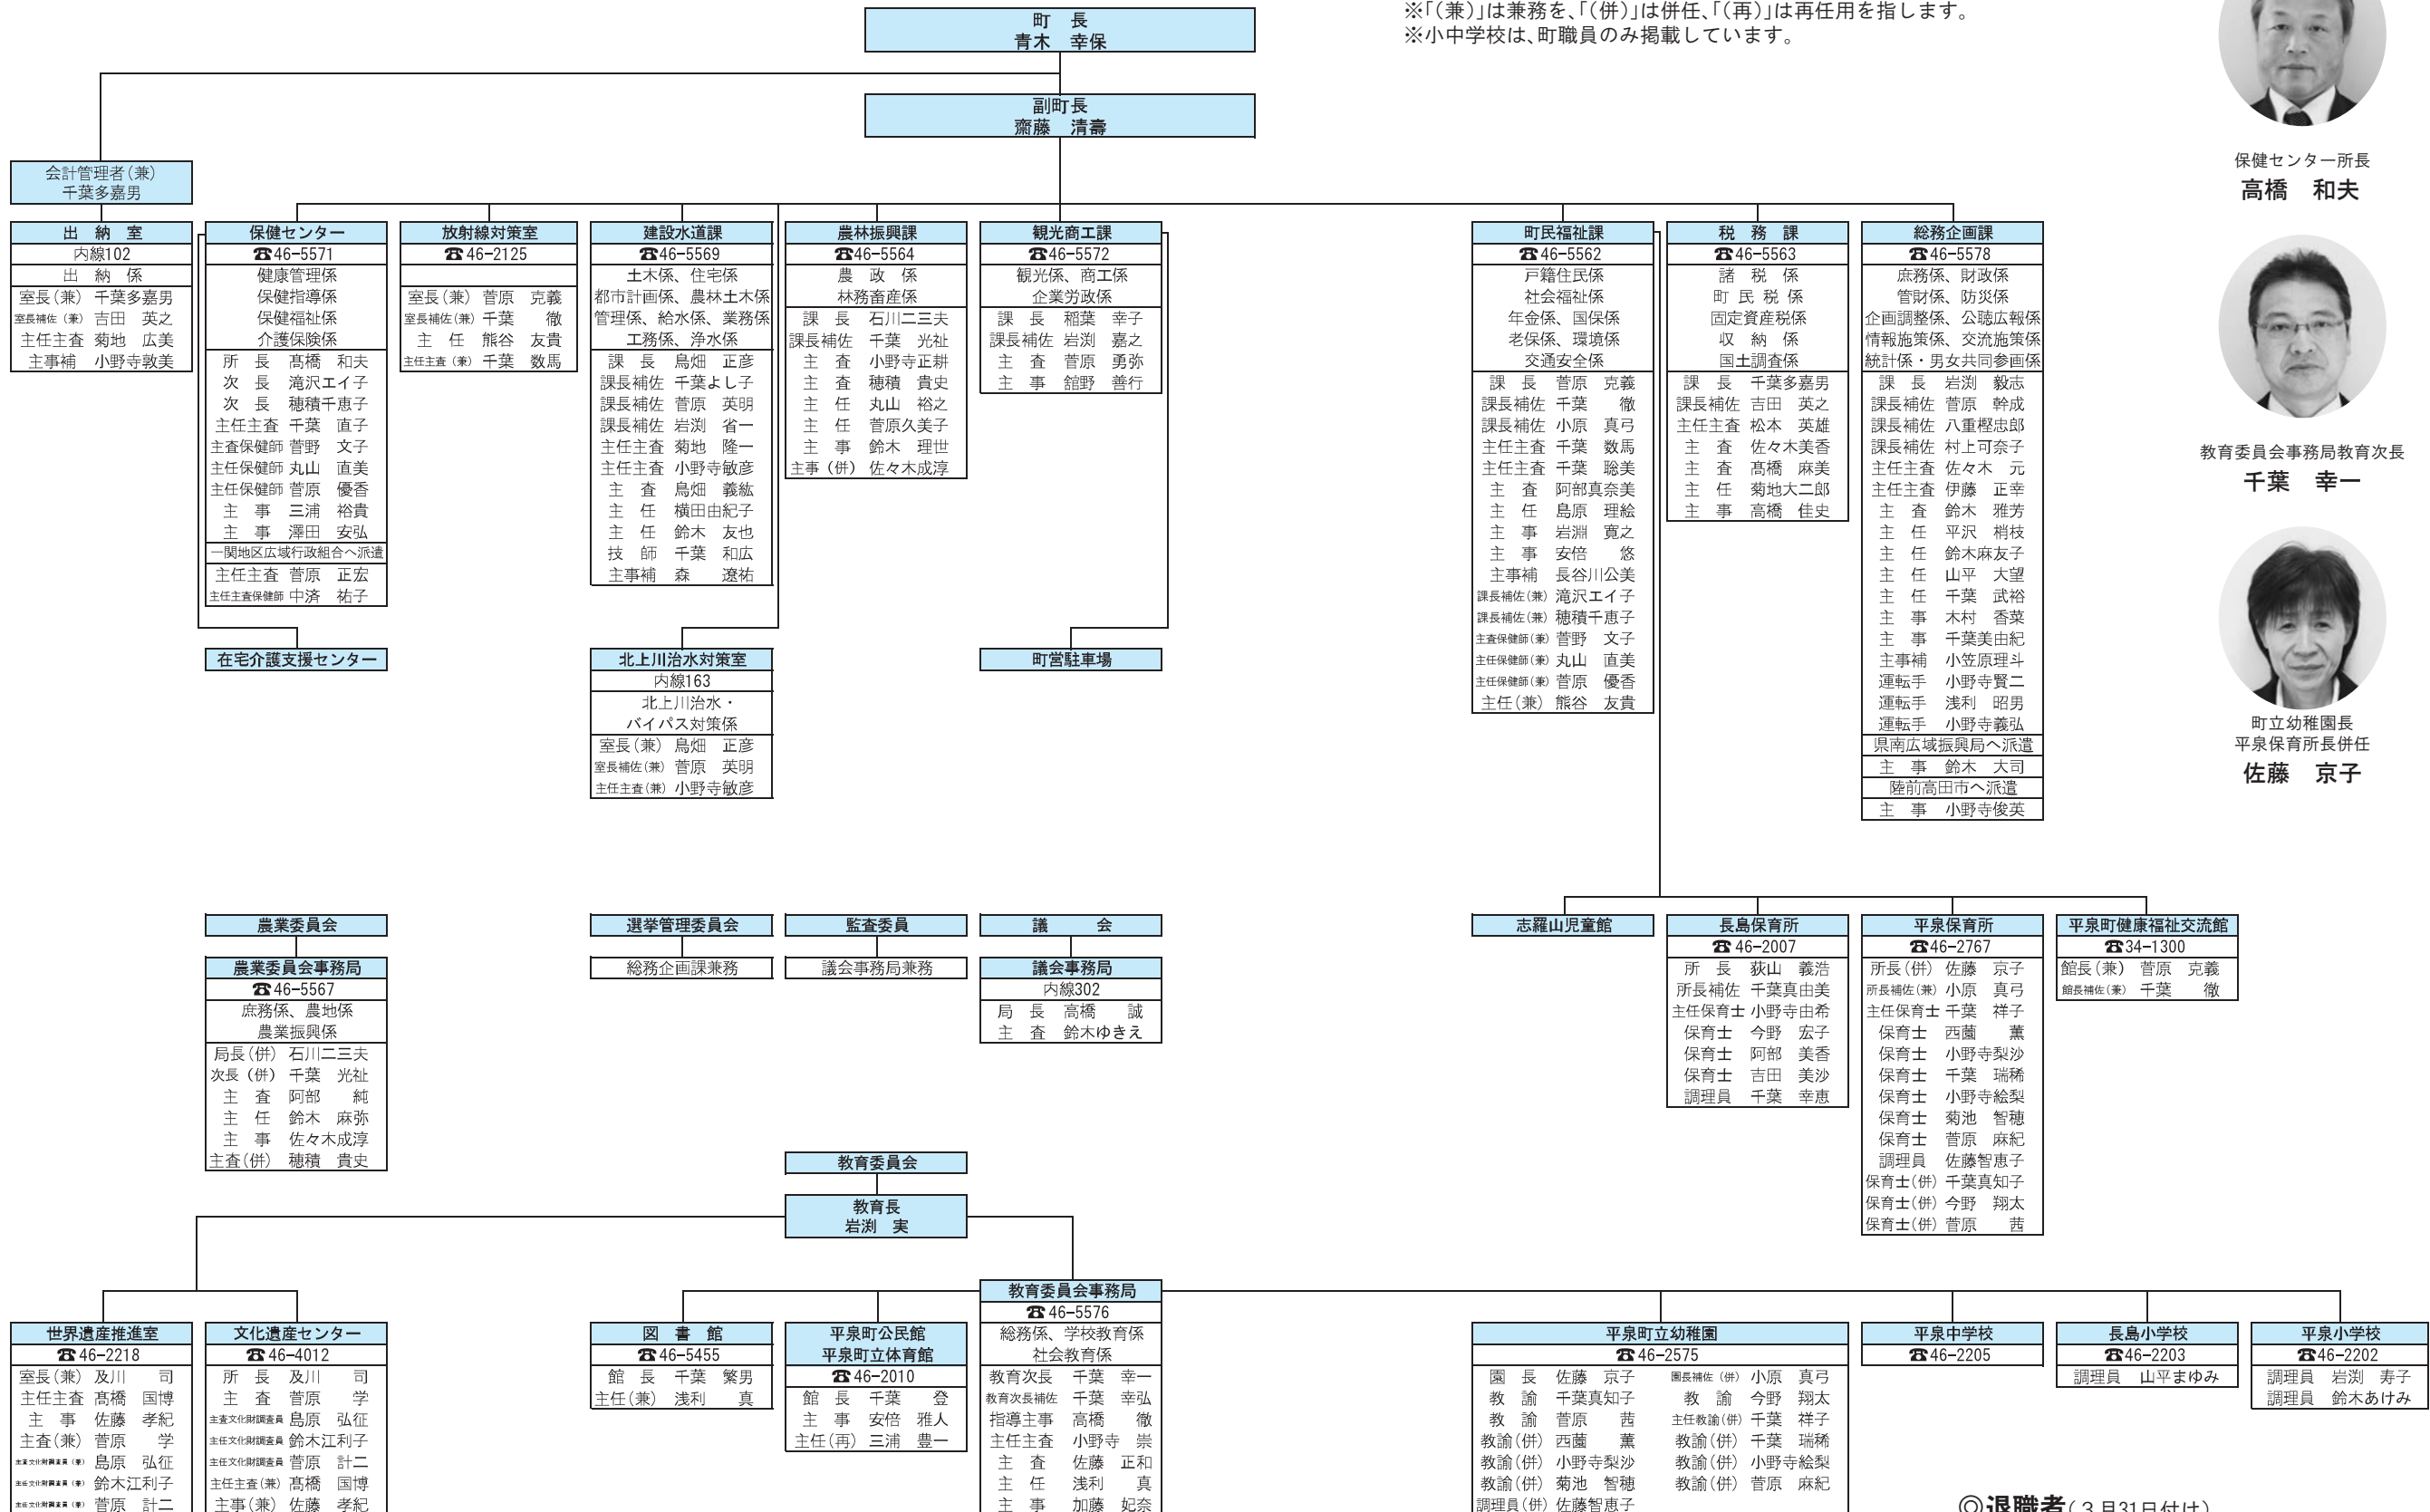 ※｢(兼)｣は兼務を、｢(併)｣は併任、｢(再)｣は再任用を指します。
※小中学校は、町職員のみ掲載しています。
町　長
青木　幸保
副町長
齋藤　清壽
会計管理者(兼)
千葉多嘉男
出　納　室
内線102
出　納　係
室長(兼) 千葉多嘉男
室長補佐(兼) 吉田　英之
主任主査 菊地　広美
主事補 小野寺敦美
保健センター
☎46−5571
健康管理係
保健指導係
保健福祉係
介護保険係
所　長 髙橋　和夫
次　長 滝沢エイ子
次　長 穂積千恵子
主任主査 千葉　直子
主査保健師 菅野　文子
主任保健師 丸山　直美
主任保健師 菅原　優香
主　事 三浦　裕貴
主　事 澤田　安弘
一関地区広域行政組合へ派遣
主任主査 菅原　正宏
主任主査保健師 中済　祐子
在宅介護支援センター
放射線対策室
☎46−2125
室長(兼) 菅原　克義
室長補佐(兼) 千葉　　徹
主　任 熊谷　友貴
主任主査(兼) 千葉　数馬
建設水道課
☎46−5569
土木係、住宅係
都市計画係、農林土木係
管理係、給水係、業務係
工務係、浄水係
課　長 鳥畑　正彦
課長補佐 千葉よし子
課長補佐 菅原　英明
課長補佐 岩渕　省一
主任主査 菊地　隆一
主任主査 小野寺敏彦
主　査 鳥畑　義紘
主　任 横田由紀子
主　任 鈴木　友也
技　師 千葉　和広
主事補 森　　遼祐
北上川治水対策室
内線163
北上川治水・
バイパス対策係
室長(兼) 鳥畑　正彦
室長補佐(兼) 菅原　英明
主任主査(兼) 小野寺敏彦
農林振興課
☎46−5564
農　政　係
林務畜産係
課　長 石川二三夫
課長補佐 千葉　光祉
主　査 小野寺正耕
主　査 穂積　貴史
主　任 丸山　裕之
主　任 菅原久美子
主　事 鈴木　理世
主事(併) 佐々木成淳
観光商工課
☎46−5572
観光係、商工係
企業労政係
課　長 稲葉　幸子
課長補佐 岩渕　嘉之
主　査 菅原　勇弥
主　事 舘野　善行
町営駐車場
町民福祉課
☎46−5562
戸籍住民係
社会福祉係
年金係、国保係
老保係、環境係
交通安全係
課　長 菅原　克義
課長補佐 千葉　　徹
課長補佐 小原　真弓
主任主査 千葉　数馬
主任主査 千葉　聡美
主　査 阿部真奈美
主　任 島原　理絵
主　事 岩淵　寛之
主　事 安倍　　悠
主事補 長谷川公美
課長補佐(兼) 滝沢エイ子
課長補佐(兼) 穂積千恵子
主査保健師(兼) 菅野　文子
主任保健師(兼) 丸山　直美
主任保健師(兼) 菅原　優香
主任(兼) 熊谷　友貴
税　務　課
☎46−5563
諸　税　係
町 民 税 係
固定資産税係
収　納　係
国土調査係
課　長 千葉多嘉男
課長補佐 吉田　英之
主任主査 松本　英雄
主　査 佐々木美香
主　査 髙橋　麻美
主　任 菊地大二郎
主　事 高橋　佳史
総務企画課
☎46−5578
庶務係、財政係
管財係、防災係
企画調整係、公聴広報係
情報施策係、交流施策係
統計係・男女共同参画係
課　長 岩渕　毅志
課長補佐 菅原　幹成
課長補佐 八重樫忠郎
課長補佐 村上可奈子
主任主査 佐々木　元
主任主査 伊藤　正幸
主　査 鈴木　雅芳
主　任 平沢　梢枝
主　任 鈴木麻友子
主　任 山平　大望
主　任 千葉　武裕
主　事 木村　香菜
主　事 千葉美由紀
主事補 小笠原理斗
運転手 小野寺賢二
運転手 浅利　昭男
運転手 小野寺義弘
県南広域振興局へ派遣
主　事 鈴木　大司
陸前高田市へ派遣
主　事 小野寺俊英
保健センター所長
高橋　和夫
教育委員会事務局教育次長
千葉　幸一
町立幼稚園長
平泉保育所長併任
佐藤　京子
農業委員会
農業委員会事務局
☎46−5567
庶務係、農地係
農業振興係
局長(併) 石川二三夫
次長(併) 千葉　光祉
主　査 阿部　　純
主　任 鈴木　麻弥
主　事 佐々木成淳
主査(併) 穂積　貴史
選挙管理委員会
総務企画課兼務
監査委員
議会事務局兼務
議　　　会
議会事務局
内線302
局　長 高橋　　誠
主　査 鈴木ゆきえ
志羅山児童館
長島保育所
☎46−2007
所　長 荻山　義浩
所長補佐 千葉真由美
主任保育士 小野寺由希
保育士 今野　宏子
保育士 阿部　美香
保育士 吉田　美沙
調理員 千葉　幸恵
平泉保育所
☎46−2767
所長(併) 佐藤　京子
所長補佐(兼) 小原　真弓
主任保育士 千葉　祥子
保育士 西薗　　薫
保育士 小野寺梨沙
保育士 千葉　瑞稀
保育士 小野寺絵梨
保育士 菊池　智穂
保育士 菅原　麻紀
調理員 佐藤智恵子
保育士(併) 千葉真知子
保育士(併) 今野　翔太
保育士(併) 菅原　　茜
平泉町健康福祉交流館
☎34−1300
館長(兼) 菅原　克義
館長補佐(兼) 千葉　　徹
教育委員会
教育長
岩渕　実
世界遺産推進室
☎46−2218
室長(兼) 及川　　司
主任主査 髙橋　国博
主　事 佐藤　孝紀
主査(兼) 菅原　　学
主査文化財調査員(兼) 島原　弘征
主任文化財調査員(兼) 鈴木江利子
主任文化財調査員(兼) 菅原　計二
文化遺産センター
☎46−4012
所　長 及川　　司
主　査 菅原　　学
主査文化財調査員 島原　弘征
主任文化財調査員 鈴木江利子
主任文化財調査員 菅原　計二
主任主査(兼) 髙橋　国博
主事(兼) 佐藤　孝紀
図　書　館
☎46−5455
館　長 千葉　繁男
主任(兼) 浅利　　真
平泉町公民館
平泉町立体育館
☎46−2010
館　長 千葉　　登
主　事 安倍　雅人
主任(再) 三浦　豊一
教育委員会事務局
☎46−5576
総務係、学校教育係
社会教育係
教育次長 千葉　幸一
教育次長補佐 千葉　幸弘
指導主事 高橋　　徹
主任主査 小野寺　崇
主　査 佐藤　正和
主　任 浅利　　真
主　事 加藤　妃奈
平泉町立幼稚園
☎46−2575
園　長 佐藤　京子 園長補佐(併) 小原　真弓
教　諭 千葉真知子 教　諭 今野　翔太
教　諭 菅原　　茜 主任教諭(併) 千葉　祥子
教諭(併) 西薗　　薫 教諭(併) 千葉　瑞稀
教諭(併) 小野寺梨沙 教諭(併) 小野寺絵梨
教諭(併) 菊池　智穂 教諭(併) 菅原　麻紀
調理員(併) 佐藤智恵子
平泉中学校
☎46−2205
長島小学校
☎46−2203
調理員 山平まゆみ
平泉小学校
☎46−2202
調理員 岩渕　寿子
調理員 鈴木あけみ
◎退職者(３月31日付け)